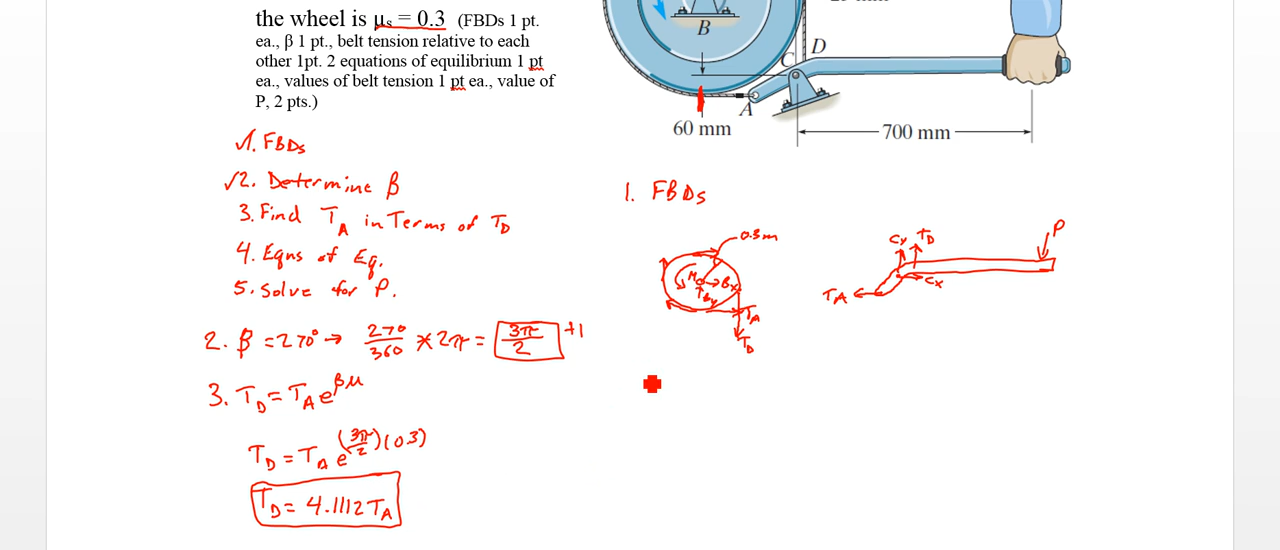 the wheel is μs = 0.3 (FBDs 1 pt.
ea., β 1 pt., belt tension relative to each
other 1pt. 2 equations of equilibrium 1 pt
ea., values of belt tension 1 pt ea., value of
P, 2 pts.)
B
D
C
A
60 mm
700 mm
√1. FBDs
√2. Determine β
3. Find TA in Terms of TD
4. Eqns of Eq.
5. Solve for P.
2. β = 270° → 270/360 * 2π = 3π/2 +1
3. TD = TA e^βμ
TD = TA e^(3π/2)(0.3)
TD = 4.1112 TA
1. FBDs
0.3m
Bx
By
TA
TD
Cy TD
P
Cx
TA